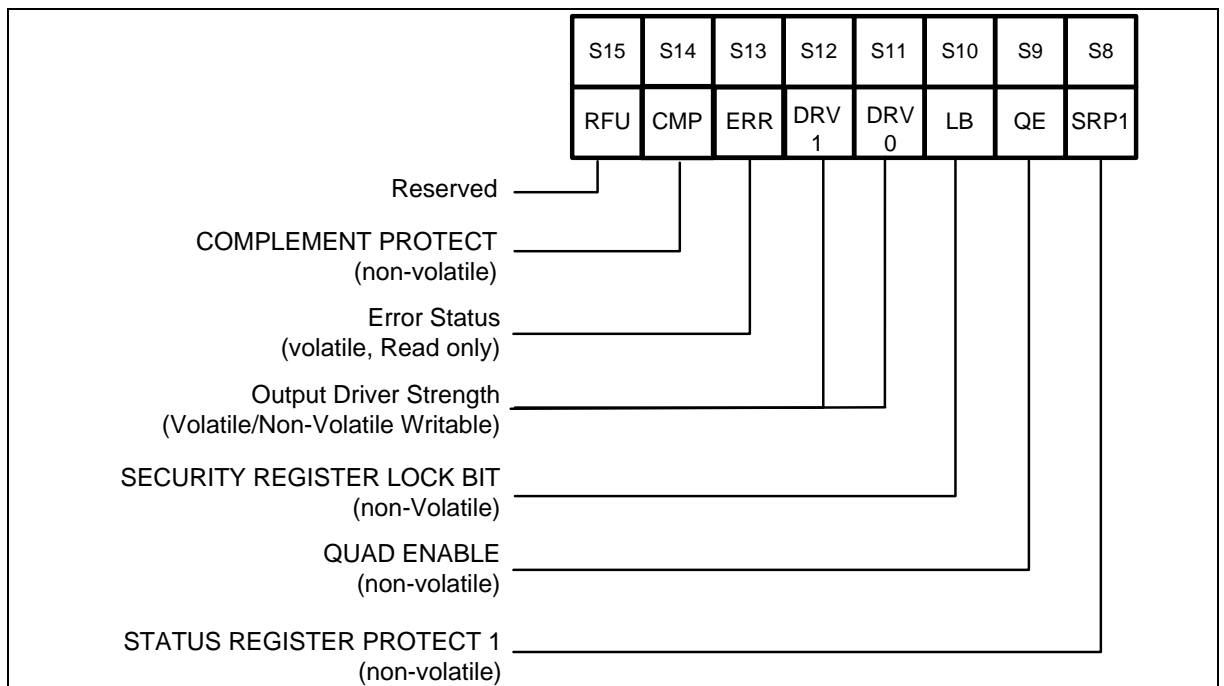 S15 S14 S13 S12 S11 S10 S9 S8
RFU CMP ERR DRV 1 DRV 0 LB QE SRP1
Reserved
COMPLEMENT PROTECT
(non-volatile)
Error Status
(volatile, Read only)
Output Driver Strength
(Volatile/Non-Volatile Writable)
SECURITY REGISTER LOCK BIT
(non-Volatile)
QUAD ENABLE
(non-volatile)
STATUS REGISTER PROTECT 1
(non-volatile)